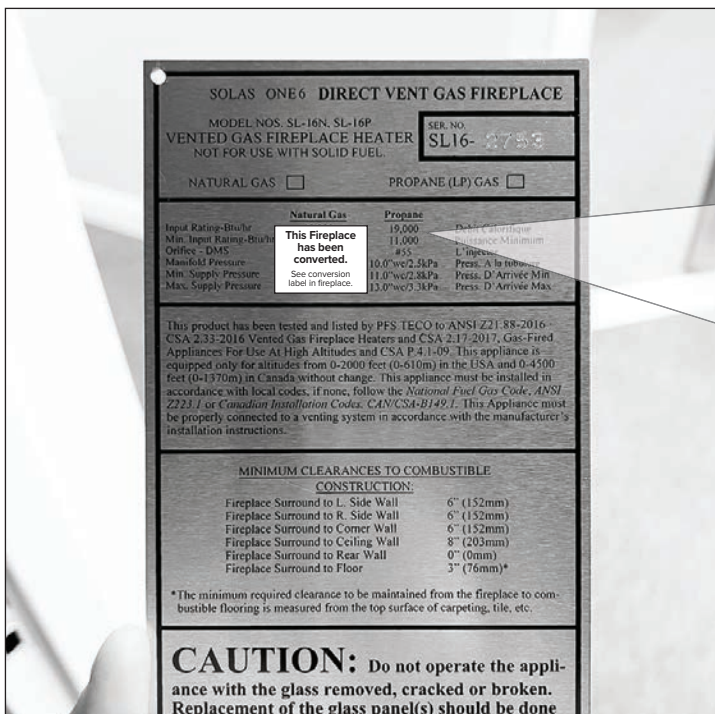 SOLAS ONE6 DIRECT VENT GAS FIREPLACE
MODEL NOS. SL-16N, SL-16P
VENTED GAS FIREPLACE HEATER
NOT FOR USE WITH SOLID FUEL.
SER. NO.
SL16- 2753
NATURAL GAS PROPANE (LP) GAS
Natural Gas Propane
Input Rating-Btu/hr 19,000 Debit Calorifique
Min. Input Rating-Btu/hr 11,000 Puissance Minimum
Orifice - DMS #55 L'injecteur
Manifold Pressure 10.0"wc/2.5kPa Press. A la tubulure
Min. Supply Pressure 11.0"wc/2.8kPa Press. D'Arrivée Min
Max. Supply Pressure 13.0"wc/3.3kPa Press. D'Arrivée Max
This Fireplace
has been
converted.
See conversion
label in fireplace.
This product has been tested and listed by PFS TECO to ANSI Z21.88-2016
CSA 2.33-2016 Vented Gas Fireplace Heaters and CSA 2.17-2017, Gas-Fired
Appliances For Use At High Altitudes and CSA P.4.1-09. This appliance is
equipped only for altitudes from 0-2000 feet (0-610m) in the USA and 0-4500
feet (0-1370m) in Canada without change. This appliance must be installed in
accordance with local codes, if none, follow the National Fuel Gas Code, ANSI
Z223.1 or Canadian Installation Codes, CAN/CSA-B149.1. This Appliance must
be properly connected to a venting system in accordance with the manufacturer's
installation instructions.
MINIMUM CLEARANCES TO COMBUSTIBLE
CONSTRUCTION:
Fireplace Surround to L. Side Wall 6" (152mm)
Fireplace Surround to R. Side Wall 6" (152mm)
Fireplace Surround to Corner Wall 6" (152mm)
Fireplace Surround to Ceiling Wall 8" (203mm)
Fireplace Surround to Rear Wall 0" (0mm)
Fireplace Surround to Floor 3" (76mm)*
*The minimum required clearance to be maintained from the fireplace to com-
bustible flooring is measured from the top surface of carpeting, tile, etc.
CAUTION: Do not operate the appli-
ance with the glass removed, cracked or broken.
Replacement of the glass panel(s) should be done